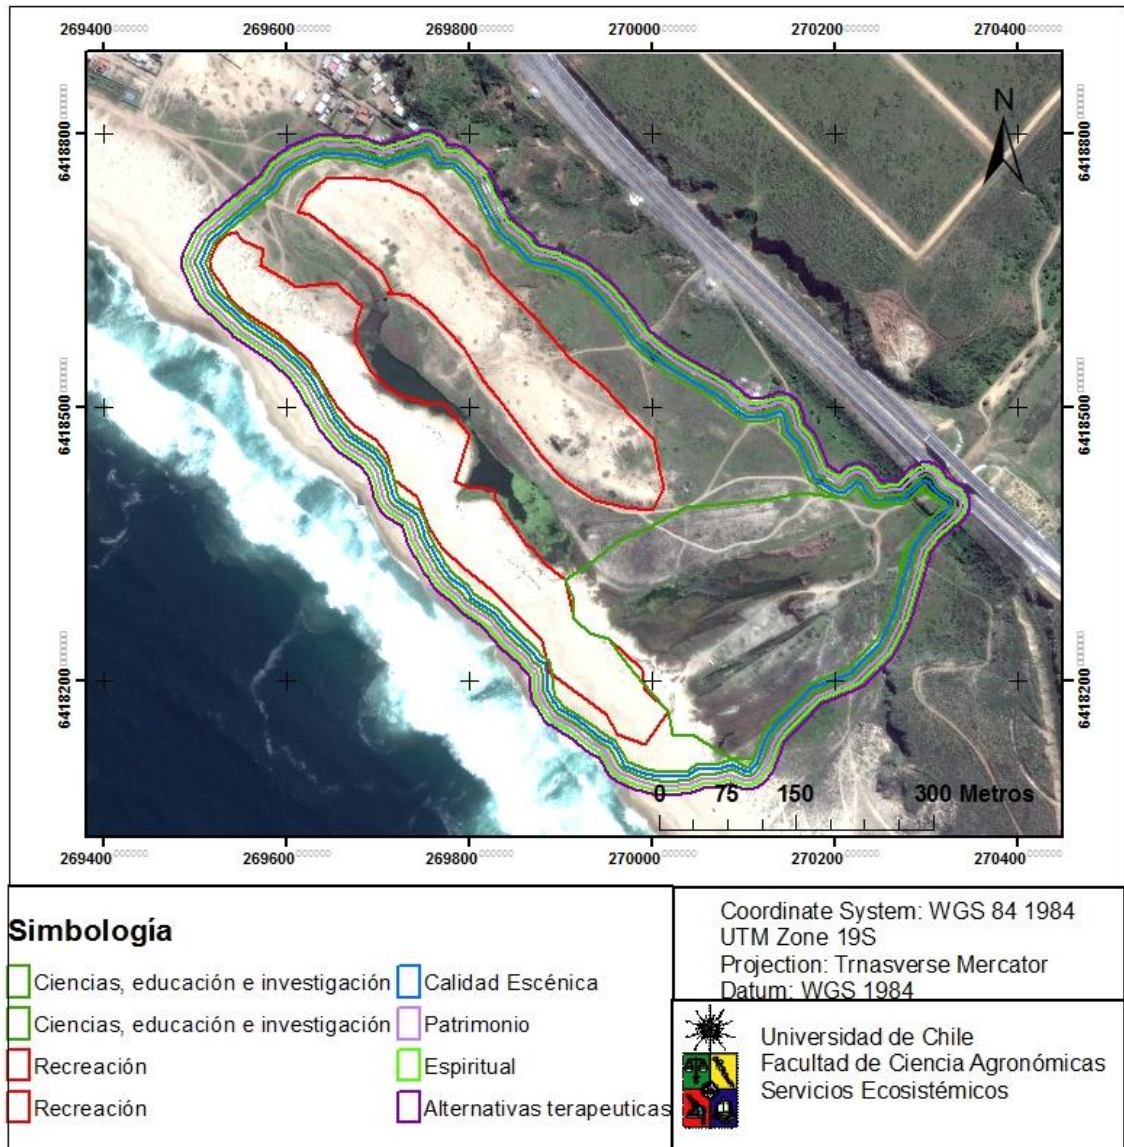 269400 269600 269800 270000 270200 270400
N
6418800 6418800
6418500 6418500
6418200 6418200
0 75 150 300 Metros
269400 269600 269800 270000 270200 270400
Simbología
Ciencias, educación e investigación
Ciencias, educación e investigación
Recreación
Recreación
Calidad Escénica
Patrimonio
Espiritual
Alternativas terapeuticas
Coordinate System: WGS 84 1984
UTM Zone 19S
Projection: Trnasverse Mercator
Datum: WGS 1984
Universidad de Chile
Facultad de Ciencia Agronómicas
Servicios Ecosistémicos